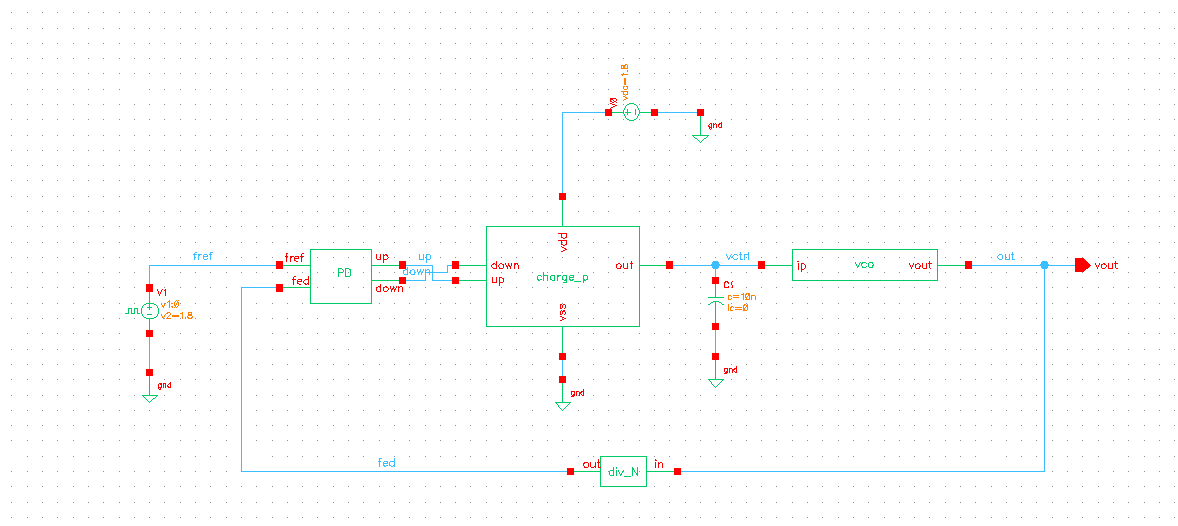 vdc=1.8
V0
gnd
vdd
fref
fref
PD
up
up
down
down
fed
down
up
charge_p
out
vss
vctrl
ip
vco
vout
out
vout
V1
v1:0
v2=1.8
gnd
C1
c=10n
ic=0
gnd
gnd
fed
out
div_N
in